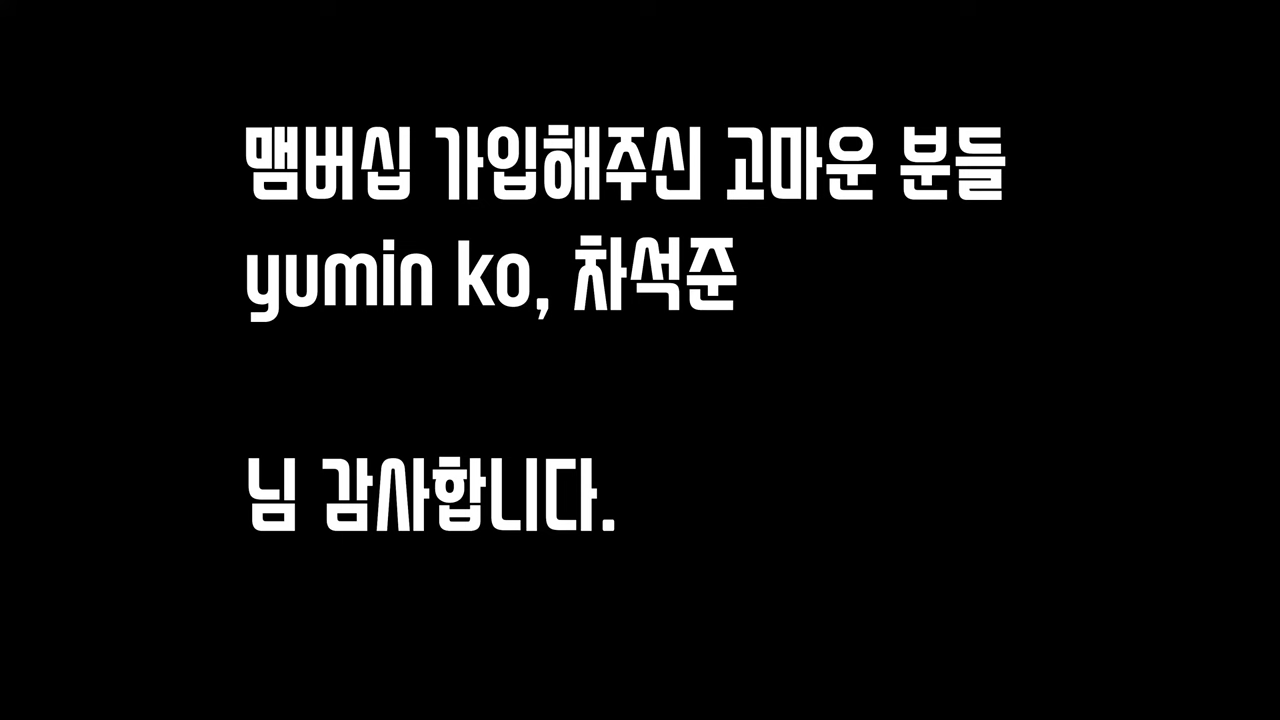 맴버십 가입해주신 고마운 분들
yumin ko, 차석준
님 감사합니다.